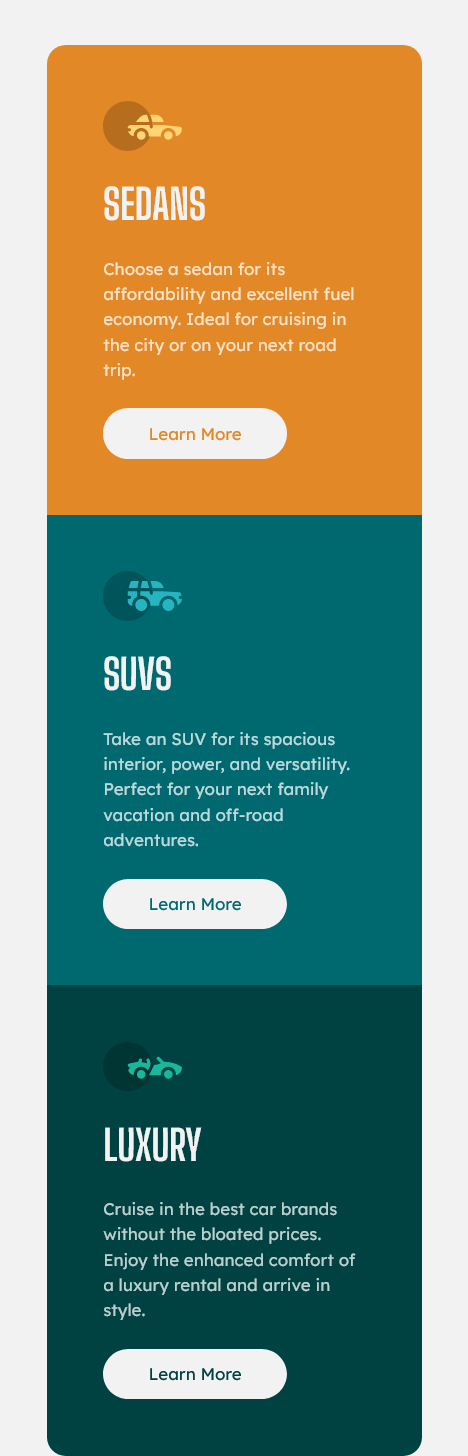 SEDANS
Choose a sedan for its
affordability and excellent fuel
economy. Ideal for cruising in
the city or on your next road
trip.
Learn More
SUVS
Take an SUV for its spacious
interior, power, and versatility.
Perfect for your next family
vacation and off-road
adventures.
Learn More
LUXURY
Cruise in the best car brands
without the bloated prices.
Enjoy the enhanced comfort of
a luxury rental and arrive in
style.
Learn More